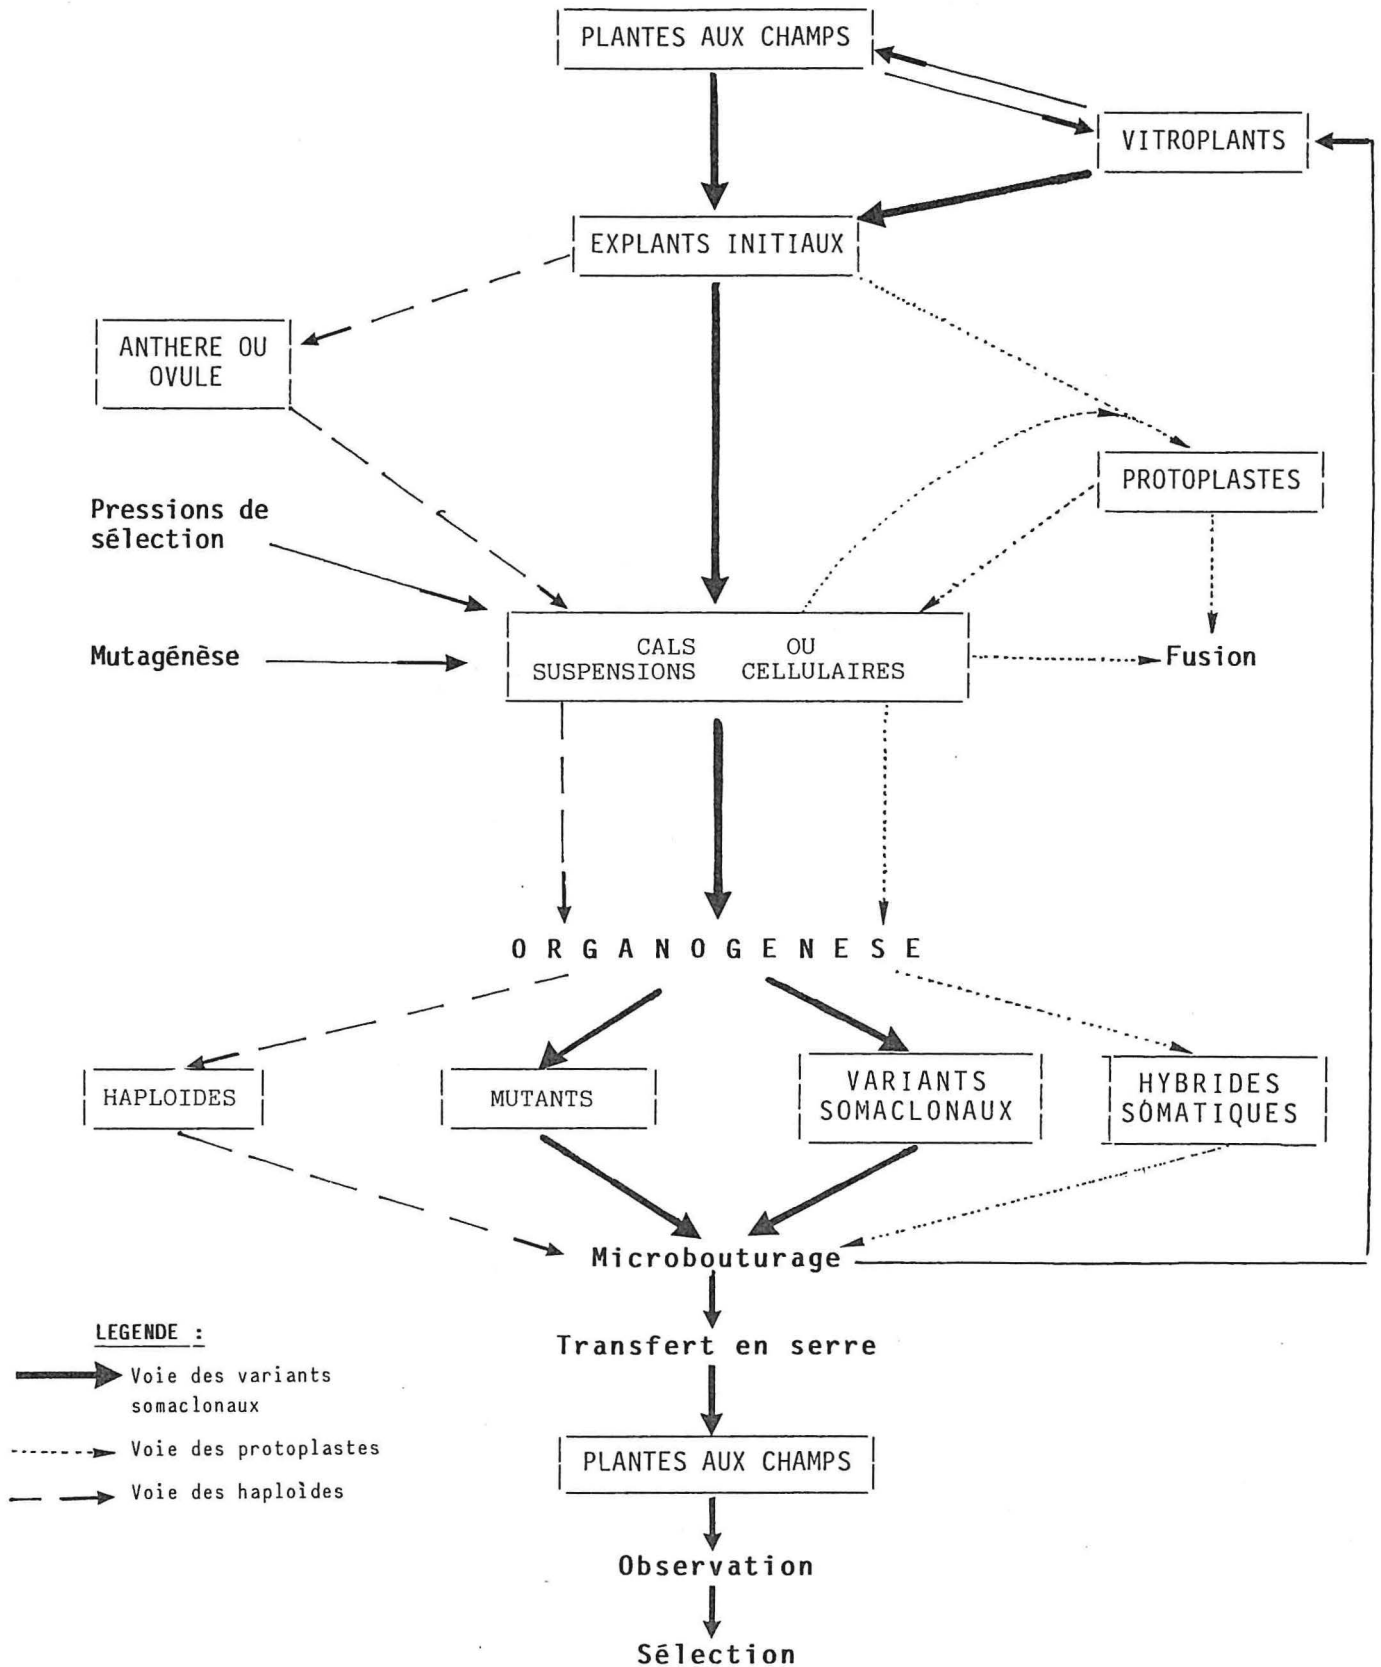 PLANTES AUX CHAMPS
VITROPLANTS
EXPLANTS INITIAUX
ANTHERE OU
OVULE
PROTOPLASTES
Pressions de
sélection
CALS OU
SUSPENSIONS CELLULAIRES
Mutagénèse
Fusion
O R G A N O G E N E S E
HAPLOIDES
MUTANTS
VARIANTS
SOMACLONAUX
HYBRIDES
SOMATIQUES
Microbouturage
Transfert en serre
LEGENDE :
Voie des variants
somaclonaux
Voie des protoplastes
Voie des haploïdes
PLANTES AUX CHAMPS
Observation
Sélection